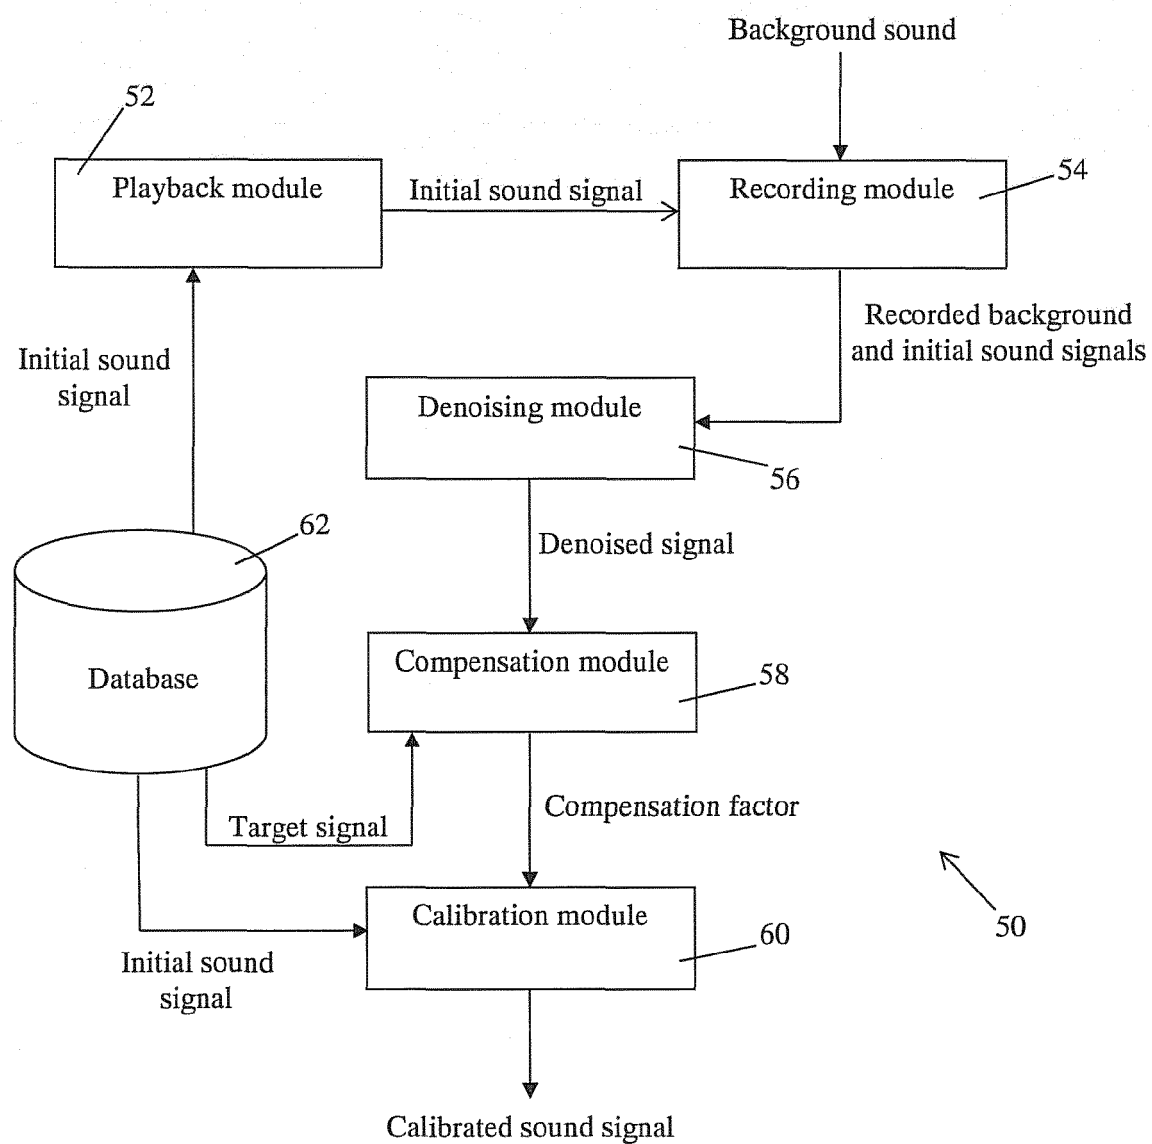 Background sound
52
Playback module
Initial sound signal
Recording module
54
Recorded background
and initial sound signals
Initial sound
signal
Denoising module
56
62
Denoised signal
Database
Compensation module
58
Target signal
Compensation factor
Calibration module
60
50
Initial sound
signal
Calibrated sound signal